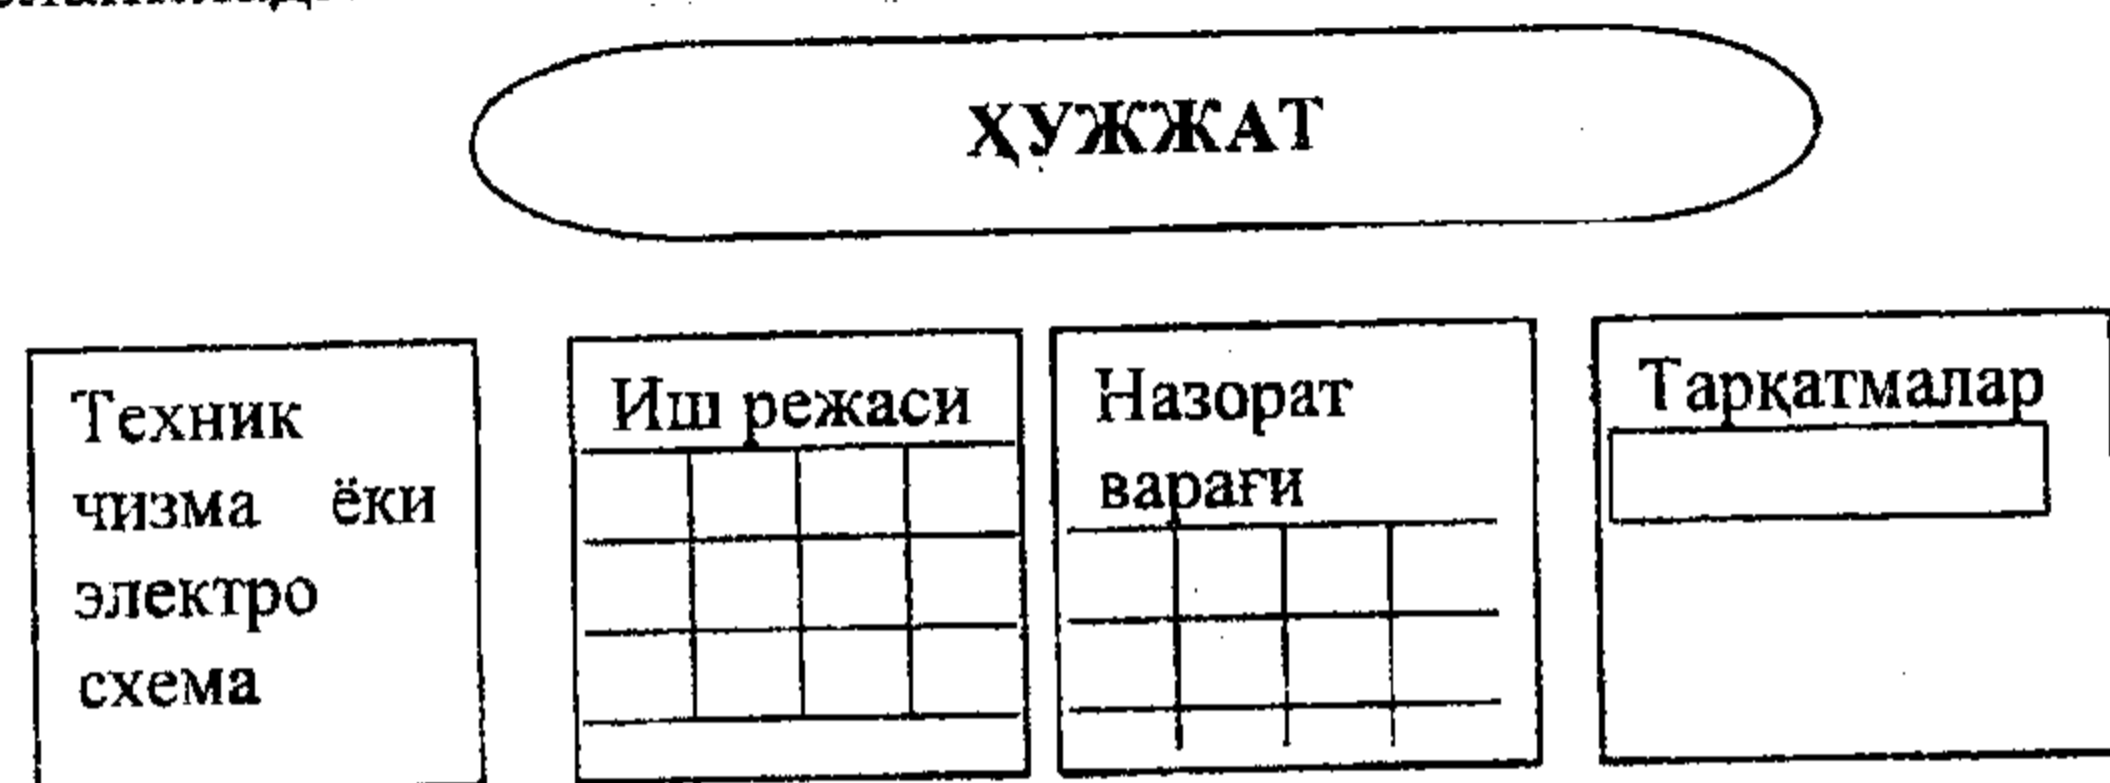 ҲУЖЖАТ
Техник
чизма ёки
электро
схема
Иш режаси
Назорат
варағи
Тарқатмалар